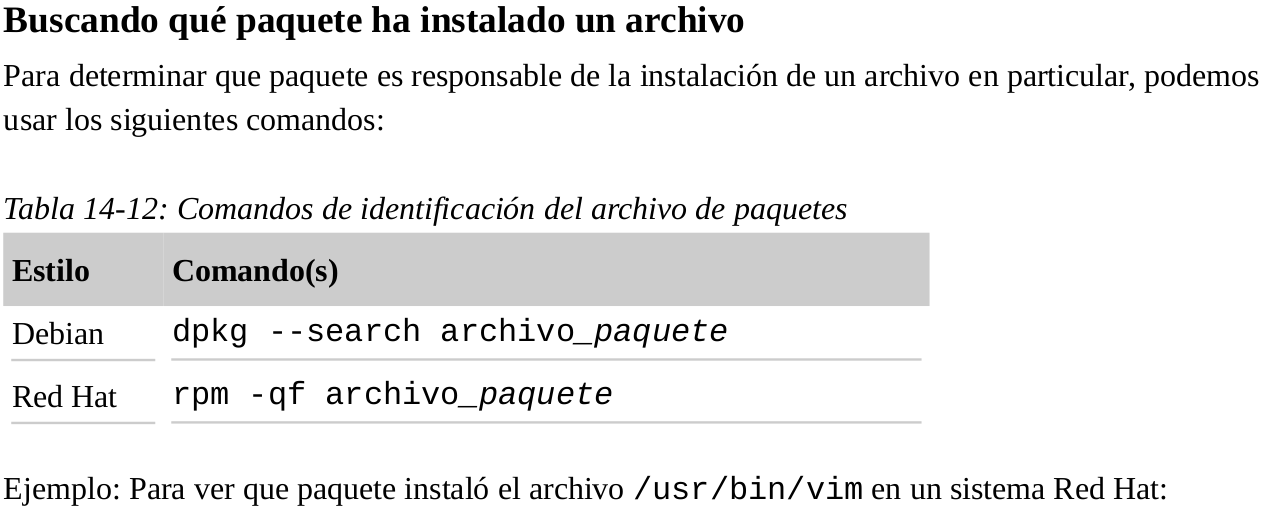 Buscando qué paquete ha instalado un archivo
Para determinar que paquete es responsable de la instalación de un archivo en particular, podemos
usar los siguientes comandos:
Tabla 14-12: Comandos de identificación del archivo de paquetes
Estilo Comando(s)
Debian dpkg --search archivo_paquete
Red Hat rpm -qf archivo_paquete
Ejemplo: Para ver que paquete instaló el archivo /usr/bin/vim en un sistema Red Hat: